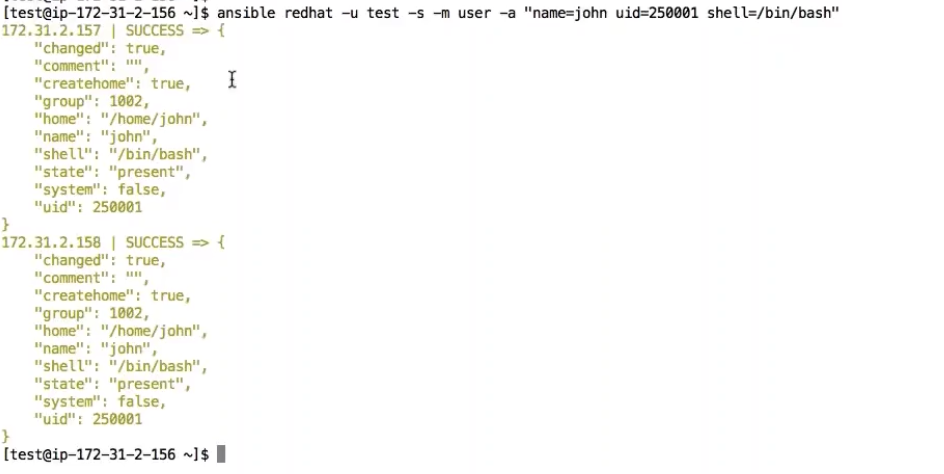 [test@ip-172-31-2-156 ~]$ ansible redhat -u test -s -m user -a "name=john uid=250001 shell=/bin/bash"
172.31.2.157 | SUCCESS => {
    "changed": true,
    "comment": "",
    "createhome": true,
    "group": 1002,
    "home": "/home/john",
    "name": "john",
    "shell": "/bin/bash",
    "state": "present",
    "system": false,
    "uid": 250001
}
172.31.2.158 | SUCCESS => {
    "changed": true,
    "comment": "",
    "createhome": true,
    "group": 1002,
    "home": "/home/john",
    "name": "john",
    "shell": "/bin/bash",
    "state": "present",
    "system": false,
    "uid": 250001
}
[test@ip-172-31-2-156 ~]$